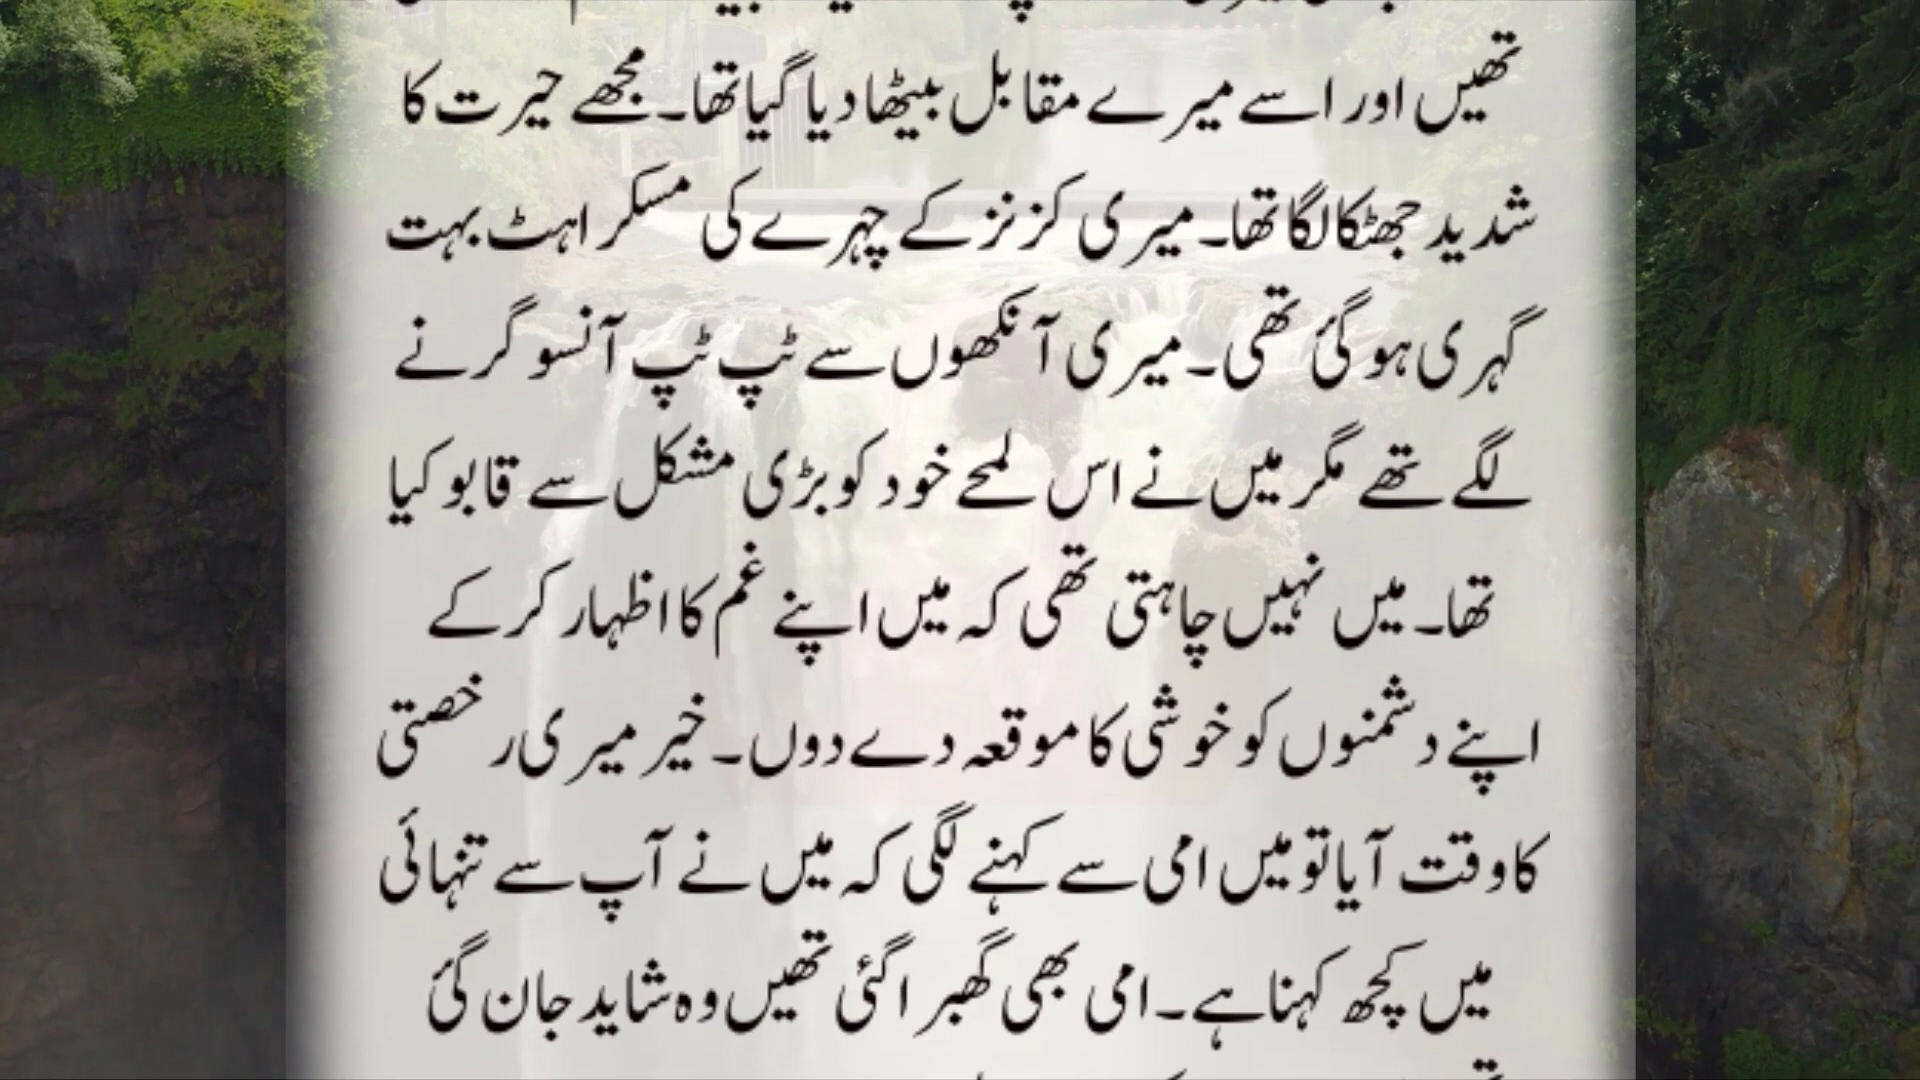 تھیں اور اسے میرے مقابل بیٹھا دیا گیا تھا۔ مجھے حیرت کا
شدید جھٹکا لگا تھا۔ میری کزنز کے چہرے کی مسکراہٹ بہت
گہری ہو گئی تھی۔ میری آنکھوں سے ٹپ ٹپ آنسو گرنے
لگے تھے مگر میں نے اس لمحے خود کو بڑی مشکل سے قابو کیا
تھا۔ میں نہیں چاہتی تھی کہ میں اپنے غم کا اظہار کر کے
اپنے دشمنوں کو خوشی کا موقعہ دے دوں۔ خیر میری رخصتی
کا وقت آیا تو میں امی سے کہنے لگی کہ میں نے آپ سے تنہائی
میں کچھ کہنا ہے۔ امی بھی گھبرا گئی تھیں وہ شاید جان گئی